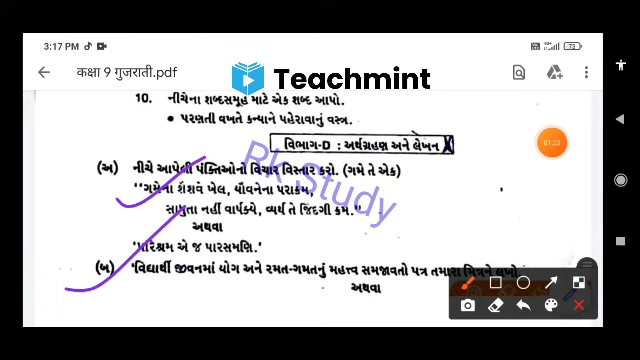 3:17 PM
73
કક્ષા 9 ગુજરાતી.pdf
Teachmint
10. નીચેના શબ્દસમૂહ માટે એક શબ્દ આપો.
• પરણતી વખતે કન્યાને પહેરાવાનું વસ્ત્ર.
વિભાગ-D : અર્થગ્રહણ અને લેખન
(અ) નીચે આપેલી પંક્તિઓનો વિચાર વિસ્તાર કરો. (ગમે તે એક)
"ગમેના શૈશવે ખેલ, યૌવનેના પરાક્રમ,
સાધુતા નહીં વાર્ધક્યે, વ્યર્થ તે જિંદગી ક્રમ."
અથવા
'પરિશ્રમ એ જ પારસમણિ.'
(બ) 'વિદ્યાર્થી જીવનમાં યોગ અને રમત-ગમતનું મહત્ત્વ સમજાવતો પત્ર તમારા મિત્રને લખો.
અથવા
RK Study
01:22